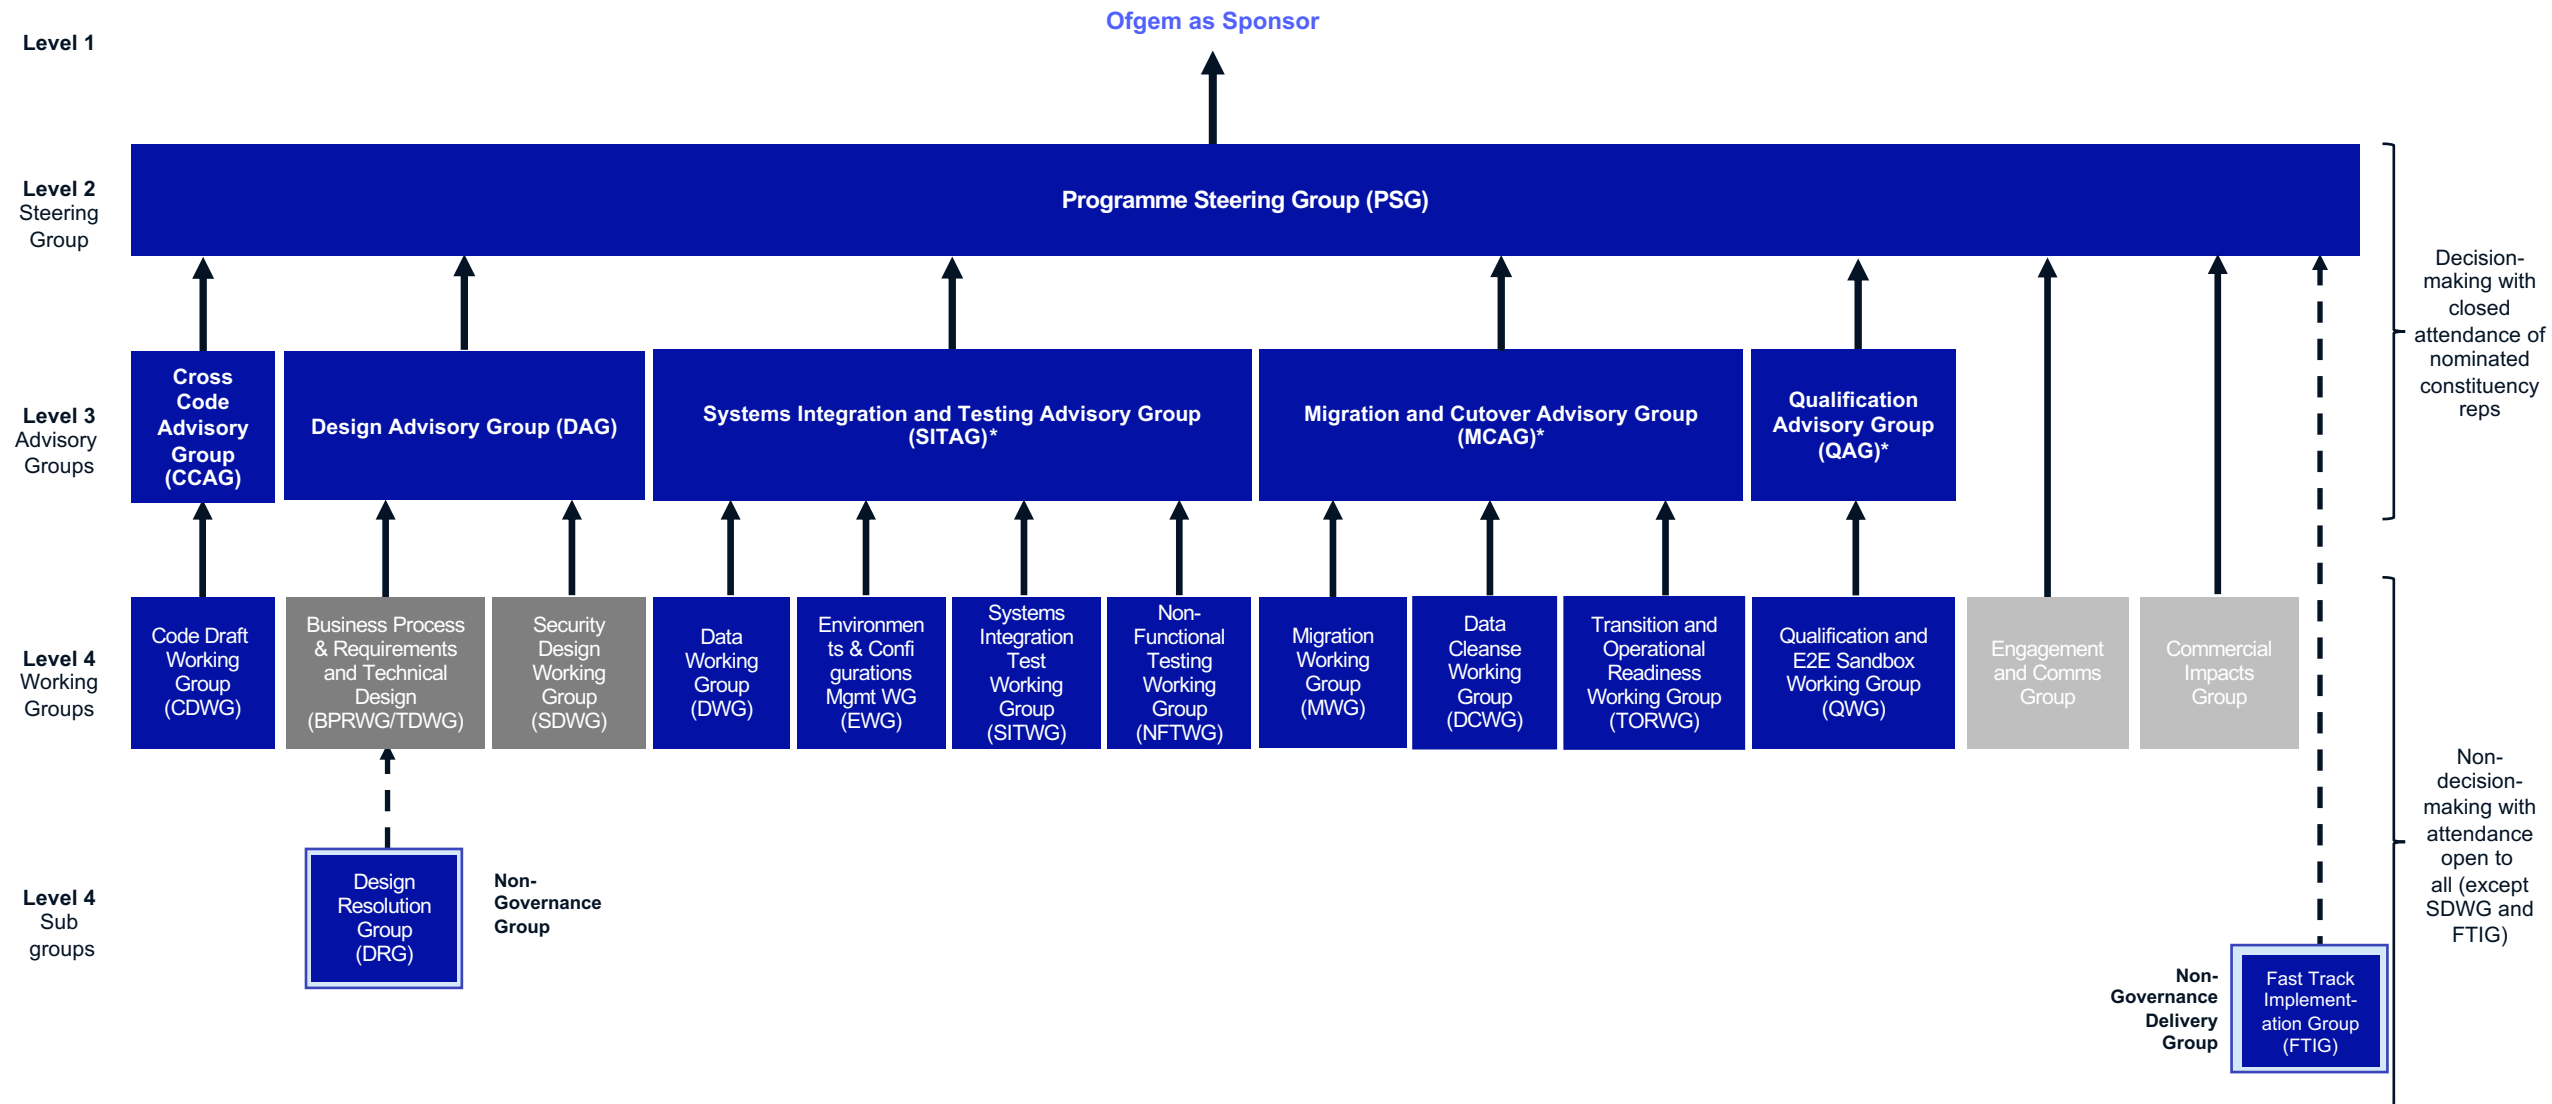 Ofgem as Sponsor
Level 1
Level 2
Steering
Group
Programme Steering Group (PSG)
Decision-
making with
closed
attendance of
nominated
constituency
reps
Level 3
Advisory
Groups
Cross
Code
Advisory
Group
(CCAG)
Design Advisory Group (DAG)
Systems Integration and Testing Advisory Group
(SITAG)*
Migration and Cutover Advisory Group
(MCAG)*
Qualification
Advisory Group
(QAG)*
Level 4
Working
Groups
Code Draft
Working
Group
(CDWG)
Business Process
& Requirements
and Technical
Design
(BPRWG/TDWG)
Security
Design
Working
Group
(SDWG)
Data
Working
Group
(DWG)
Environmen
ts & Confi
gurations
Mgmt WG
(EWG)
Systems
Integration
Test
Working
Group
(SITWG)
Non-
Functional
Testing
Working
Group
(NFTWG)
Migration
Working
Group
(MWG)
Data
Cleanse
Working
Group
(DCWG)
Transition and
Operational
Readiness
Working Group
(TORWG)
Qualification and
E2E Sandbox
Working Group
(QWG)
Engagement
and Comms
Group
Commercial
Impacts
Group
Non-
decision-
making with
attendance
open to
all (except
SDWG and
FTIG)
Level 4
Sub
groups
Design
Resolution
Group
(DRG)
Non-
Governance
Group
Non-
Governance
Delivery
Group
Fast Track
Implement-
ation Group
(FTIG)